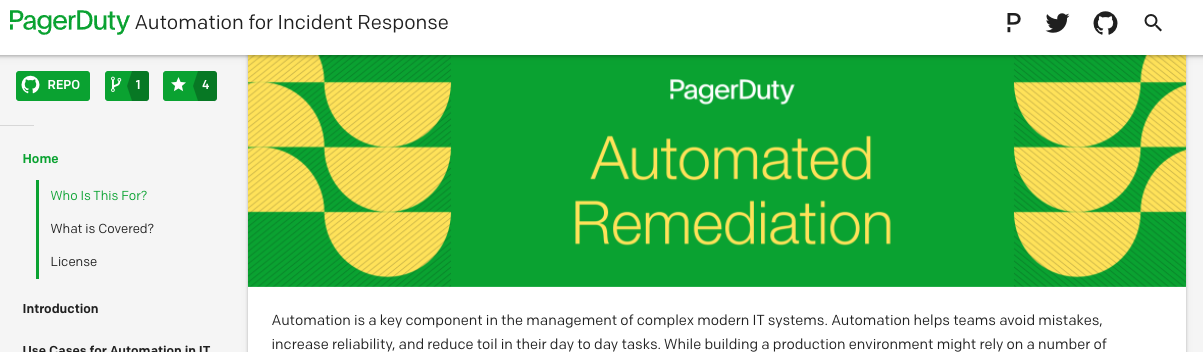 PagerDuty Automation for Incident Response
REPO
1
4
Home
Who Is This For?
What is Covered?
License
Introduction
Use Cases for Automation in IT
PagerDuty
Automated
Remediation
Automation is a key component in the management of complex modern IT systems. Automation helps teams avoid mistakes,
increase reliability, and reduce toil in their day to day tasks. While building a production environment might rely on a number of